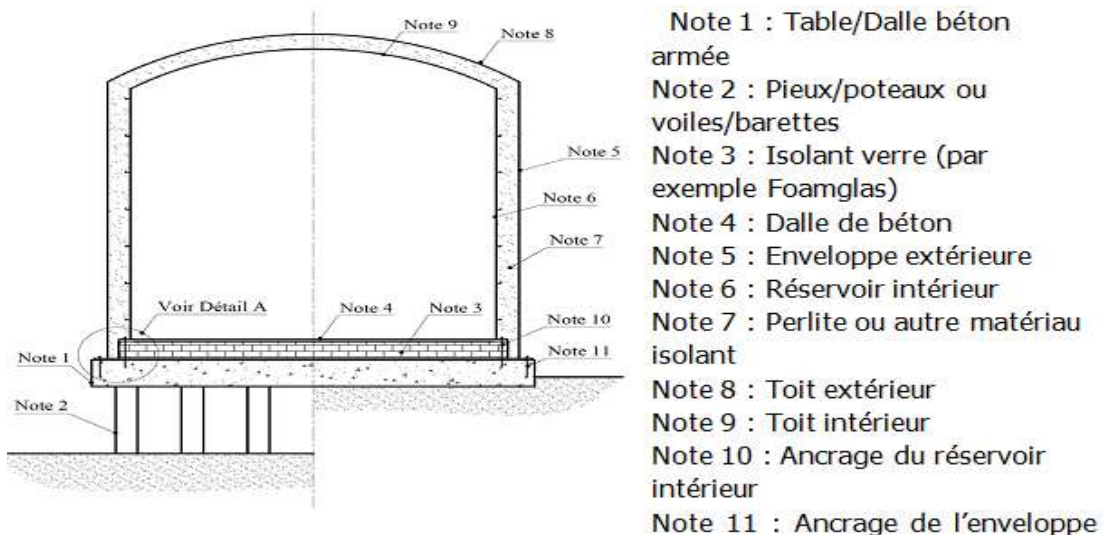 Note 9
Note 8
Note 5
Note 6
Note 7
Voir Détail A
Note 4
Note 3
Note 10
Note 1
Note 11
Note 2
Note 1 : Table/Dalle béton
armée
Note 2 : Pieux/poteaux ou
voiles/barettes
Note 3 : Isolant verre (par
exemple Foamglas)
Note 4 : Dalle de béton
Note 5 : Enveloppe extérieure
Note 6 : Réservoir intérieur
Note 7 : Perlite ou autre matériau
isolant
Note 8 : Toit extérieur
Note 9 : Toit intérieur
Note 10 : Ancrage du réservoir
intérieur
Note 11 : Ancrage de l’enveloppe